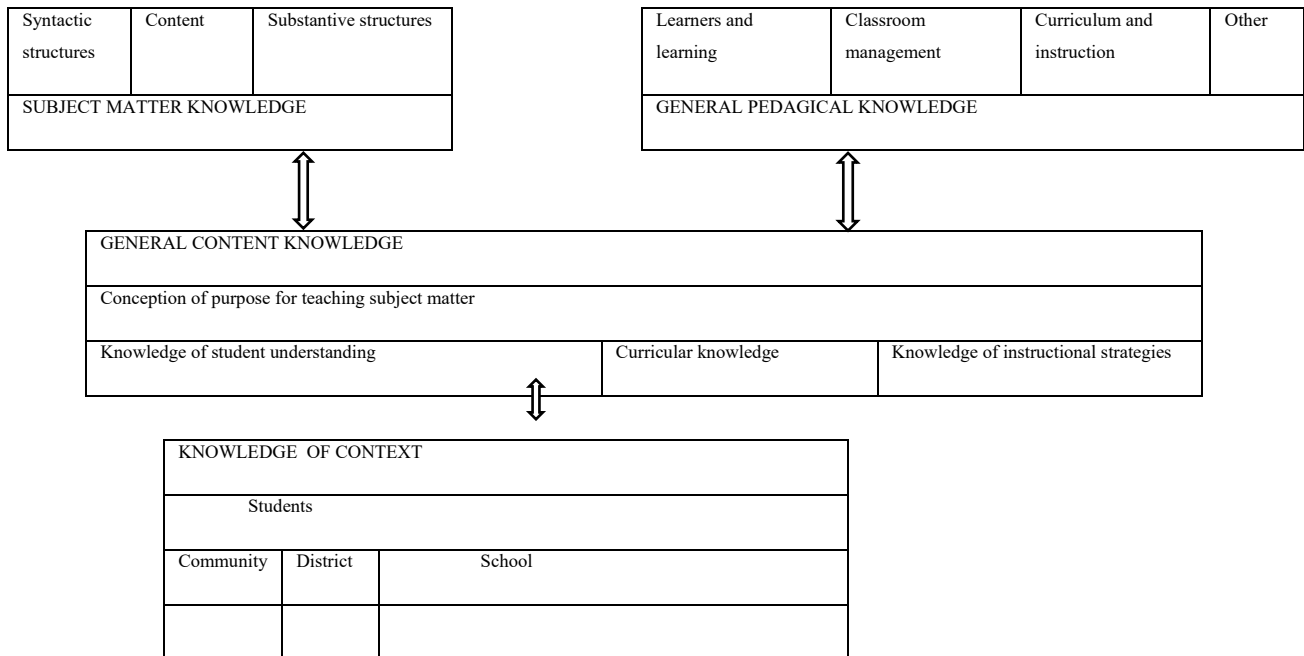 Syntactic
structures
Content
Substantive structures
SUBJECT MATTER KNOWLEDGE
Learners and
learning
Classroom
management
Curriculum and
instruction
Other
GENERAL PEDAGICAL KNOWLEDGE
GENERAL CONTENT KNOWLEDGE
Conception of purpose for teaching subject matter
Knowledge of student understanding
Curricular knowledge
Knowledge of instructional strategies
KNOWLEDGE OF CONTEXT
Students
Community
District
School